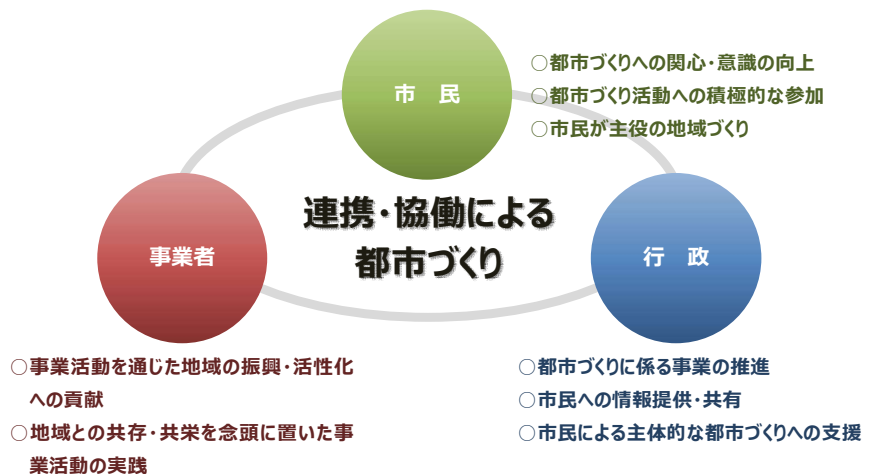 市　民
○都市づくりへの関心・意識の向上
○都市づくり活動への積極的な参加
○市民が主役の地域づくり
連携・協働による
都市づくり
事業者
行　政
○事業活動を通じた地域の振興・活性化
への貢献
○地域との共存・共栄を念頭に置いた事
業活動の実践
○都市づくりに係る事業の推進
○市民への情報提供・共有
○市民による主体的な都市づくりへの支援